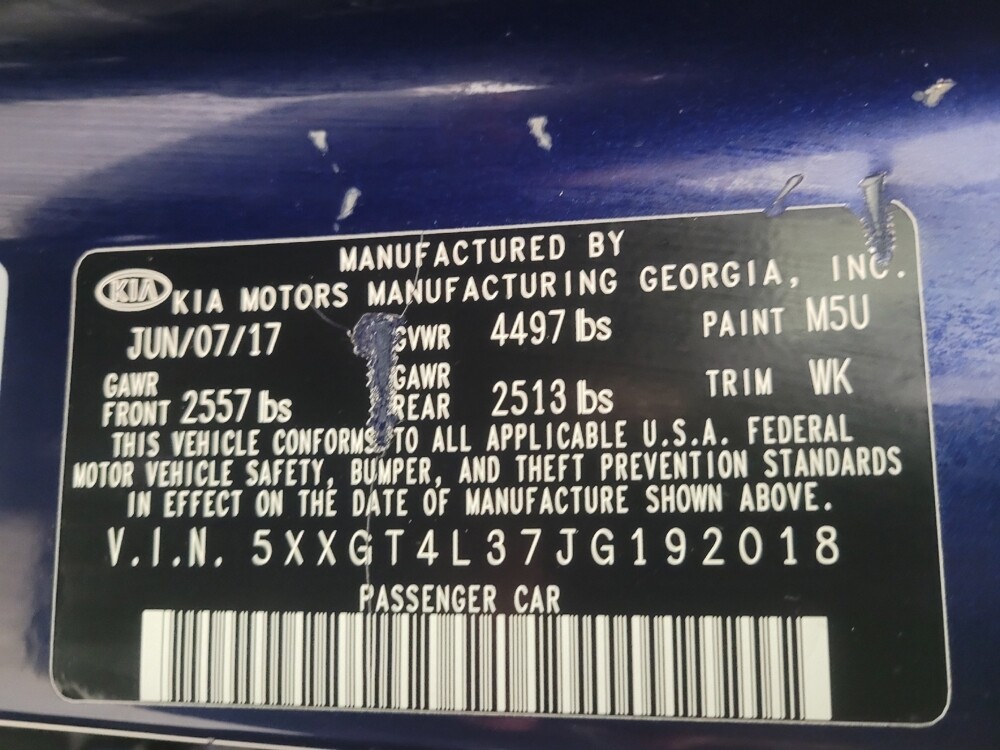 MANUFACTURED BY
KIA KIA MOTORS MANUFACTURING GEORGIA, INC.
JUN/07/17 GVWR 4497 lbs PAINT M5U
GAWR FRONT 2557 lbs GAWR REAR 2513 lbs TRIM WK
THIS VEHICLE CONFORMS TO ALL APPLICABLE U.S.A. FEDERAL
MOTOR VEHICLE SAFETY, BUMPER, AND THEFT PREVENTION STANDARDS
IN EFFECT ON THE DATE OF MANUFACTURE SHOWN ABOVE.
V.I.N. 5XXGT4L37JG192018
PASSENGER CAR